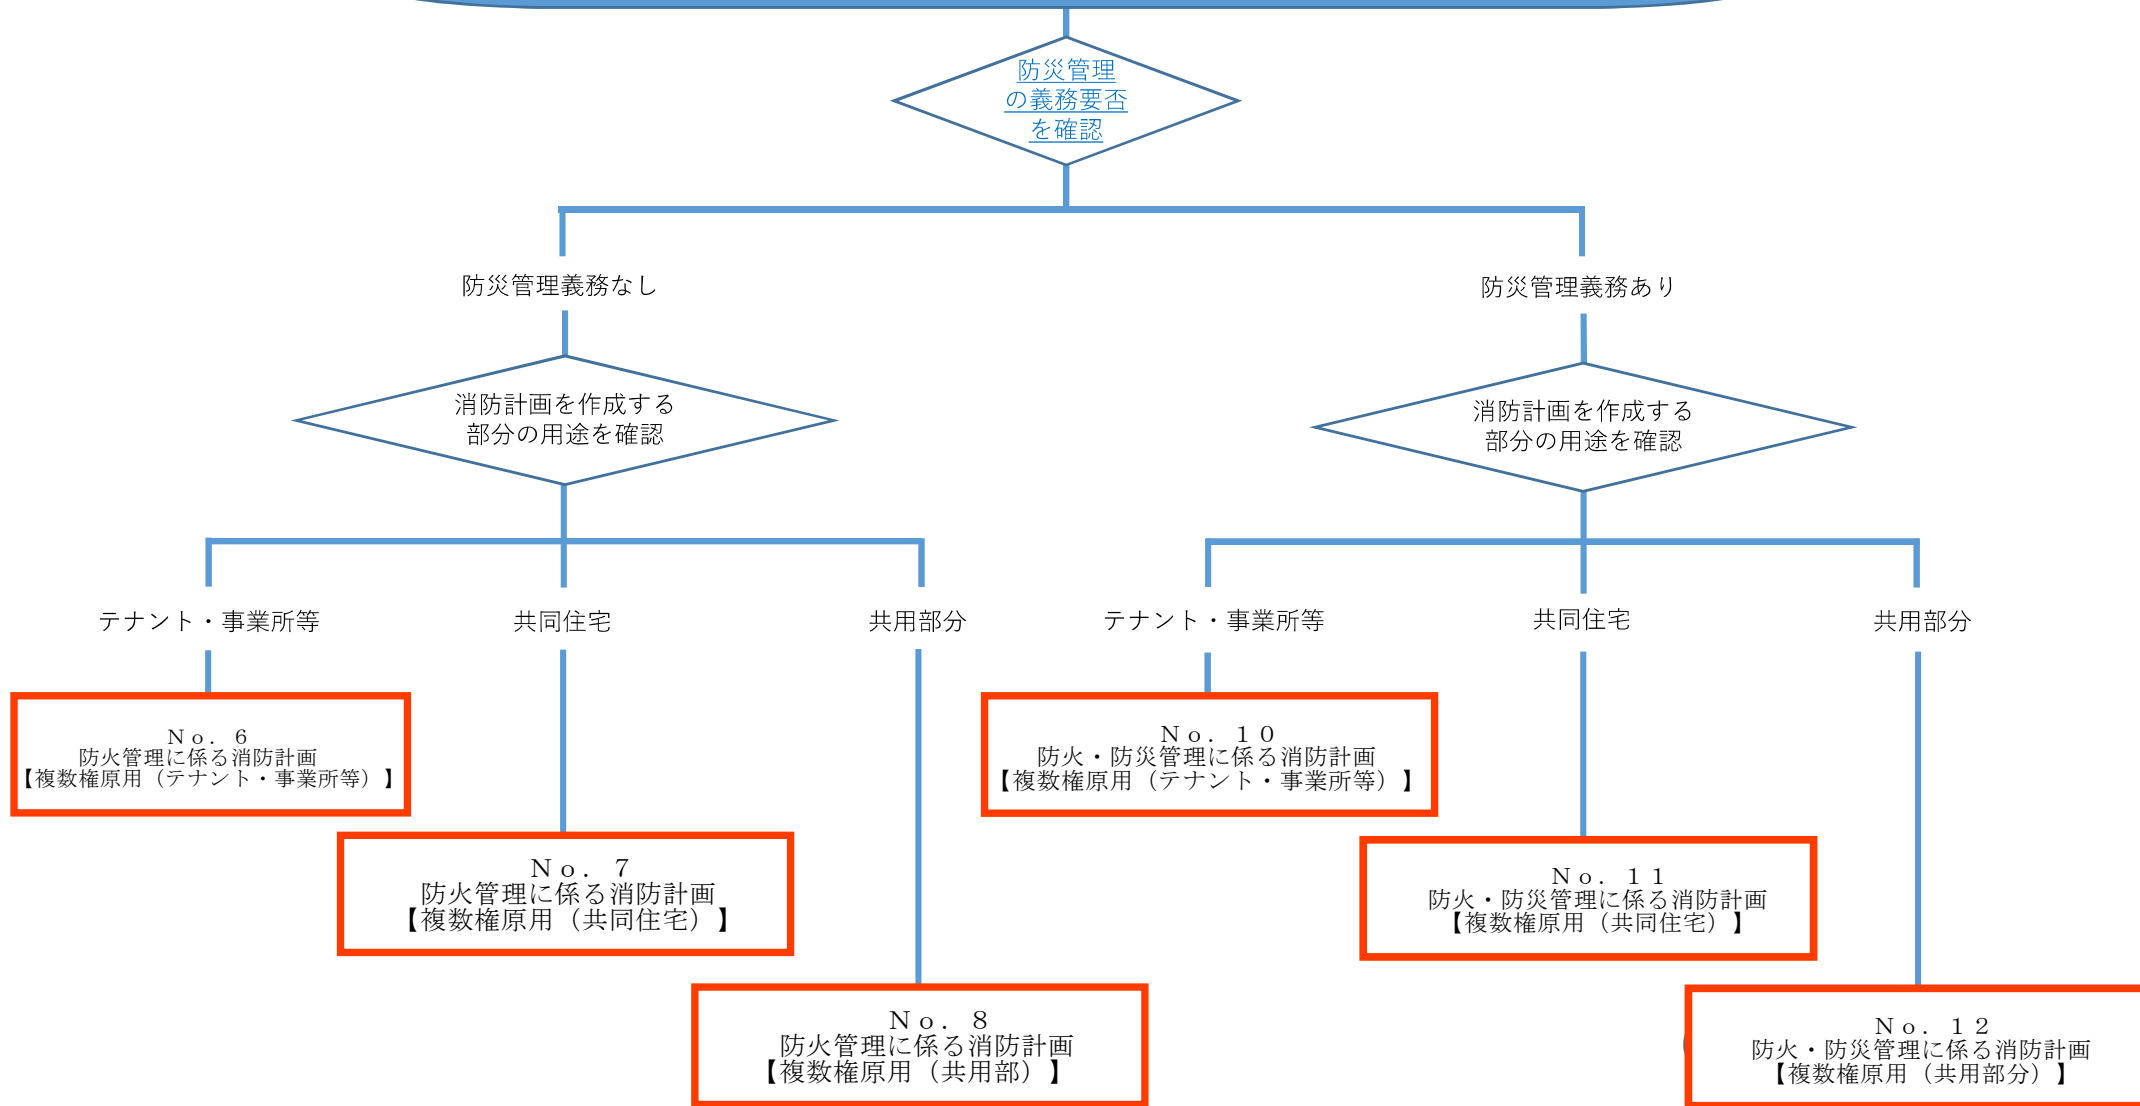 防災管理
の義務要否
を確認
防災管理義務なし
防災管理義務あり
消防計画を作成する
部分の用途を確認
消防計画を作成する
部分の用途を確認
テナント・事業所等
共同住宅
共用部分
テナント・事業所等
共同住宅
共用部分
Ｎｏ．６
防火管理に係る消防計画
【複数権原用（テナント・事業所等）】
Ｎｏ．１０
防火・防災管理に係る消防計画
【複数権原用（テナント・事業所等）】
Ｎｏ．７
防火管理に係る消防計画
【複数権原用（共同住宅）】
Ｎｏ．１１
防火・防災管理に係る消防計画
【複数権原用（共同住宅）】
Ｎｏ．８
防火管理に係る消防計画
【複数権原用（共用部）】
Ｎｏ．１２
防火・防災管理に係る消防計画
【複数権原用（共用部分）】